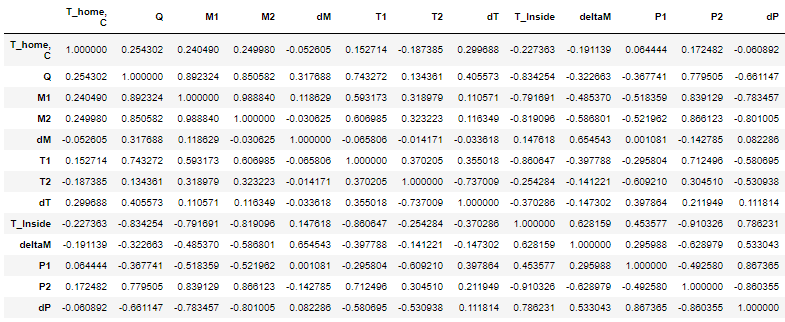 T_home, C Q M1 M2 dM T1 T2 dT T_Inside deltaM P1 P2 dP
T_home, C 1.000000 0.254302 0.240490 0.249980 -0.052605 0.152714 -0.187385 0.299688 -0.227363 -0.191139 0.064444 0.172482 -0.060892
Q 0.254302 1.000000 0.892324 0.850582 0.317688 0.743272 0.134361 0.405573 -0.834254 -0.322663 -0.367741 0.779505 -0.661147
M1 0.240490 0.892324 1.000000 0.988840 0.118629 0.593173 0.318979 0.110571 -0.791691 -0.485370 -0.518359 0.839129 -0.783457
M2 0.249980 0.850582 0.988840 1.000000 -0.030625 0.606985 0.323223 0.116349 -0.819096 -0.586801 -0.521962 0.866123 -0.801005
dM -0.052605 0.317688 0.118629 -0.030625 1.000000 -0.065806 -0.014171 -0.033618 0.147618 0.654543 0.001081 -0.142785 0.082286
T1 0.152714 0.743272 0.593173 0.606985 -0.065806 1.000000 0.370205 0.355018 -0.860647 -0.397788 -0.295804 0.712496 -0.580695
T2 -0.187385 0.134361 0.318979 0.323223 -0.014171 0.370205 1.000000 -0.737009 -0.254284 -0.141221 -0.609210 0.304510 -0.530938
dT 0.299688 0.405573 0.110571 0.116349 -0.033618 0.355018 -0.737009 1.000000 -0.370286 -0.147302 0.397864 0.211949 0.111814
T_Inside -0.227363 -0.834254 -0.791691 -0.819096 0.147618 -0.860647 -0.254284 -0.370286 1.000000 0.628159 0.453577 -0.910326 0.786231
deltaM -0.191139 -0.322663 -0.485370 -0.586801 0.654543 -0.397788 -0.141221 -0.147302 0.628159 1.000000 0.295988 -0.628979 0.533043
P1 0.064444 -0.367741 -0.518359 -0.521962 0.001081 -0.295804 -0.609210 0.397864 0.453577 0.295988 1.000000 -0.492580 0.867365
P2 0.172482 0.779505 0.839129 0.866123 -0.142785 0.712496 0.304510 0.211949 -0.910326 -0.628979 -0.492580 1.000000 -0.860355
dP -0.060892 -0.661147 -0.783457 -0.801005 0.082286 -0.580695 -0.530938 0.111814 0.786231 0.533043 0.867365 -0.860355 1.000000